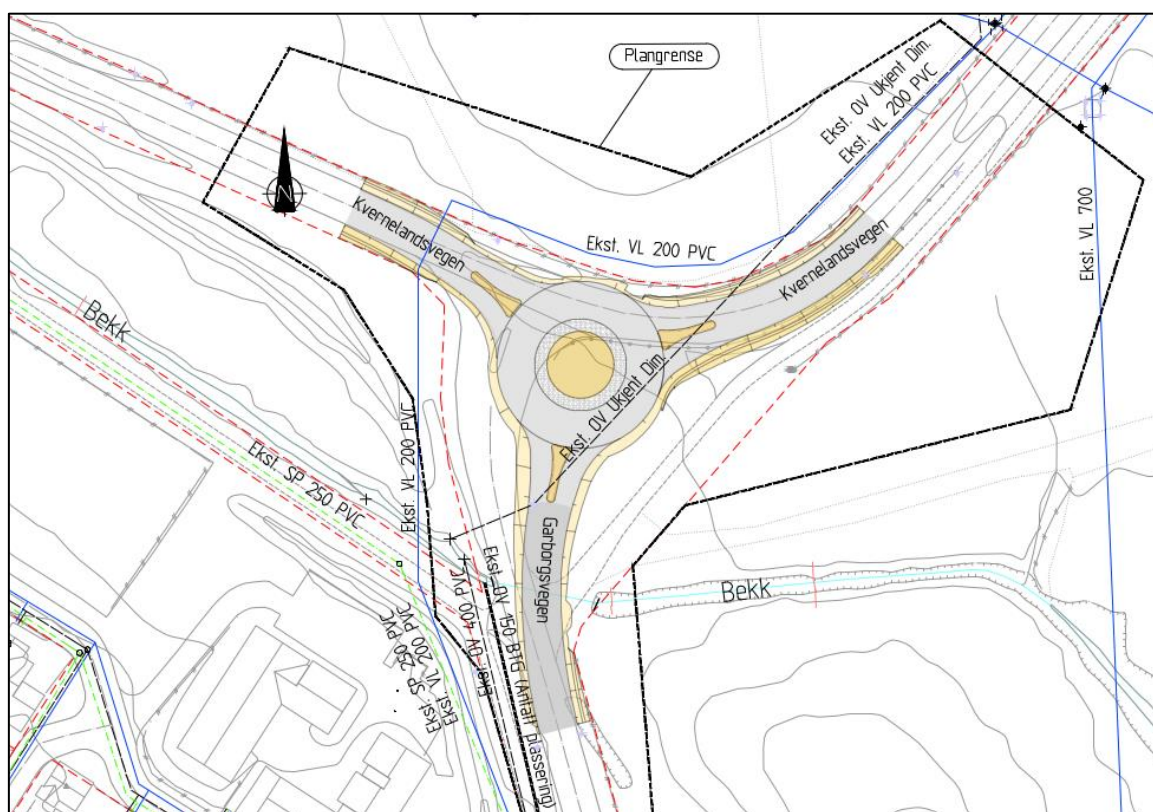 Plangrense
Ekst. OV Ukjent Dim.
Ekst. VL 200 PVC
N
Kvernelandsvegen
Ekst. VL 200 PVC
Kvernelandsvegen
Ekst. VL 700
Bekk
Ekst. OV Ukjent Dim.
Ekst. SP 250 PVC
Ekst. VL 200 PVC
Garborgsvegen
Ekst. OV 150 BTG (Antatt plassering)
Ekst. OV 400 PVC
Ekst. VL 200 PVC
Ekst. SP 250 PVC
Bekk